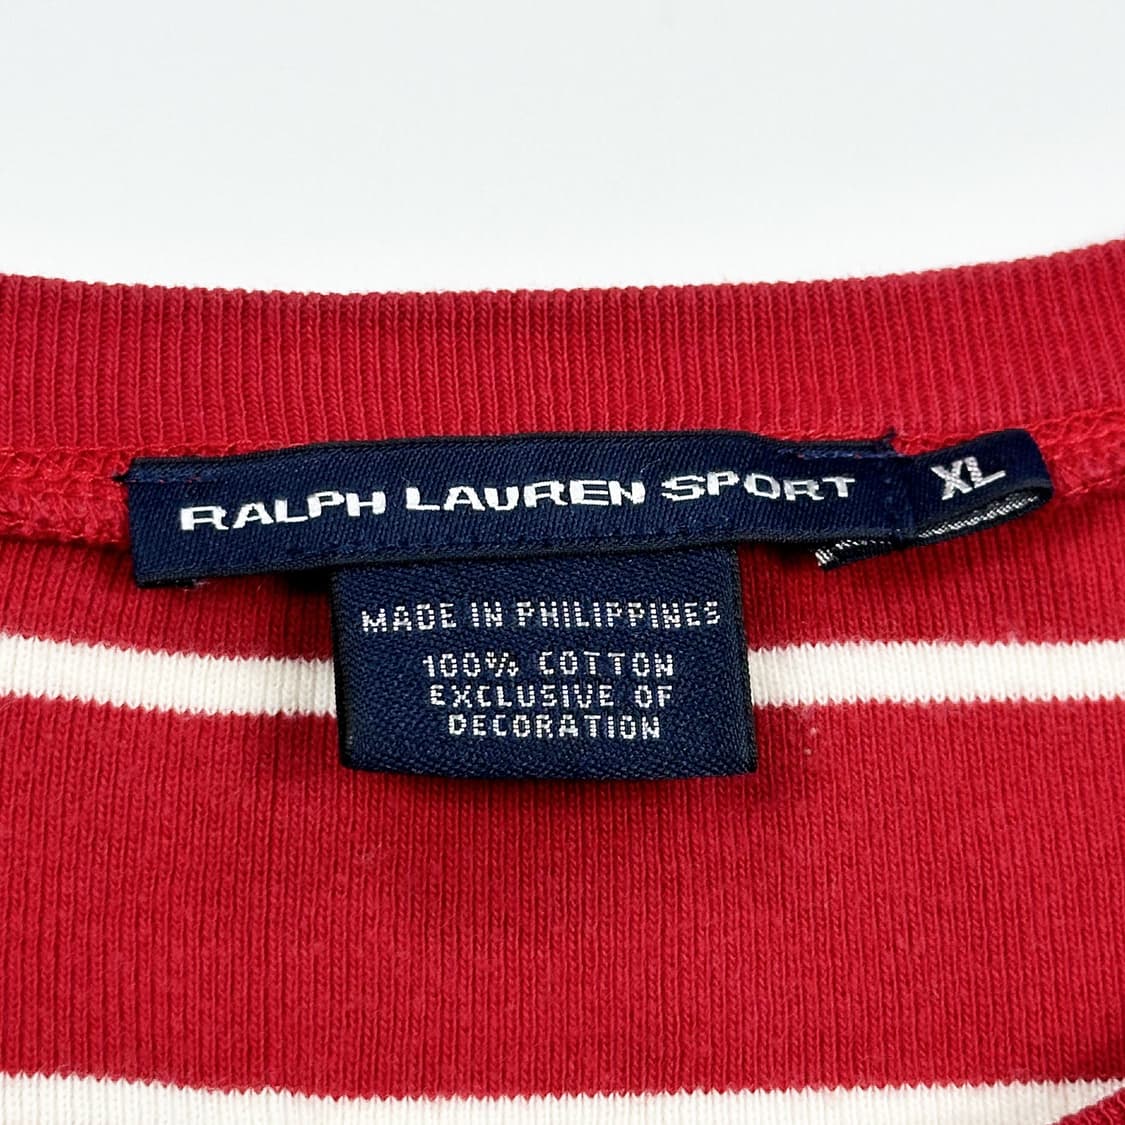 RALPH LAUREN SPORT XL
MADE IN PHILIPPINES
100% COTTON
EXCLUSIVE OF
DECORATION